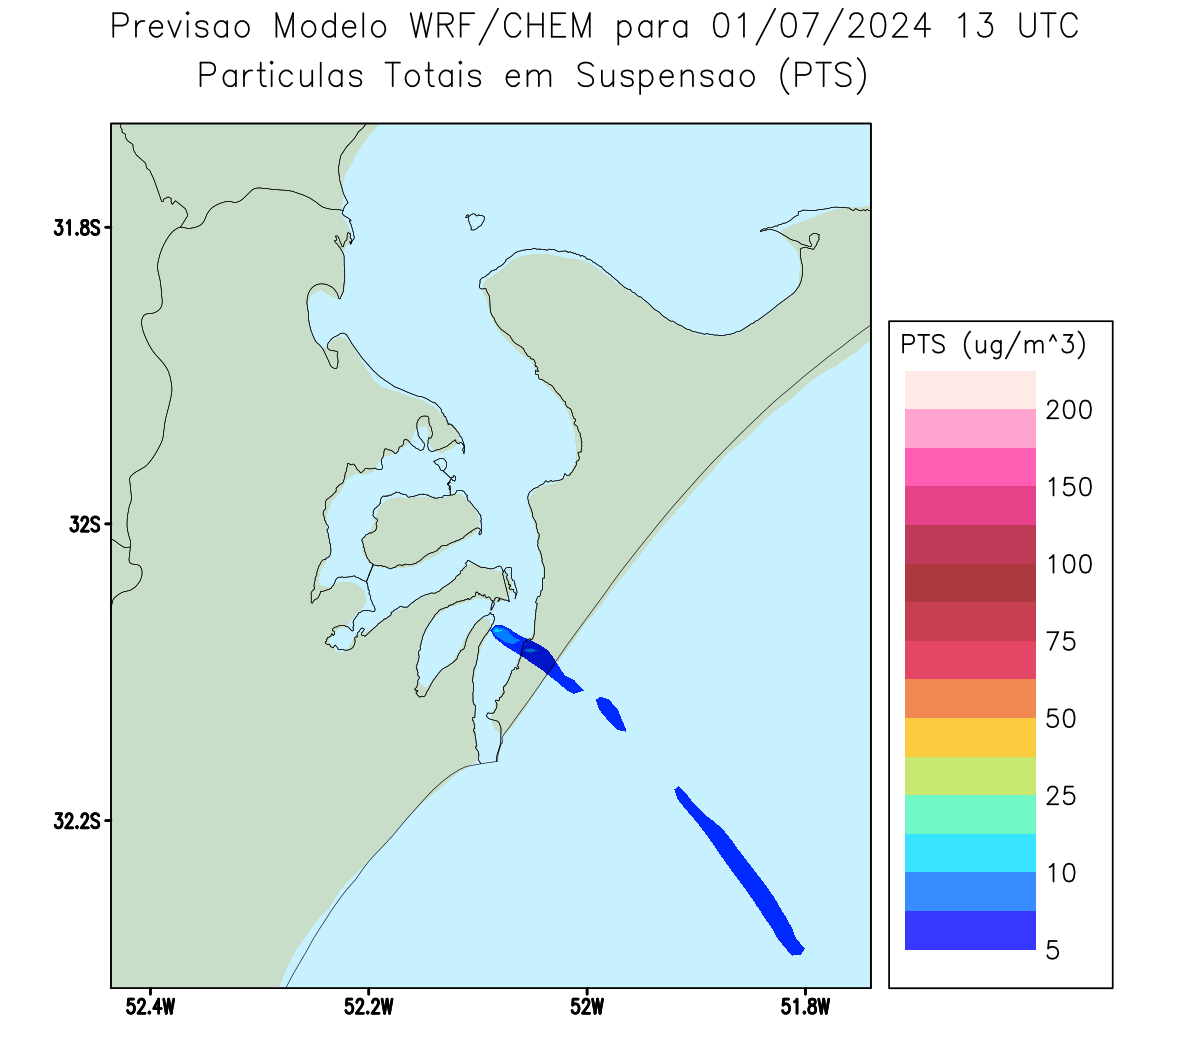 Previsao Modelo WRF/CHEM para 01/07/2024 13 UTC
Particulas Totais em Suspensao (PTS)
31.8S
32S
32.2S
52.4W
52.2W
52W
51.8W
PTS (ug/m^3)
200
150
100
75
50
25
10
5